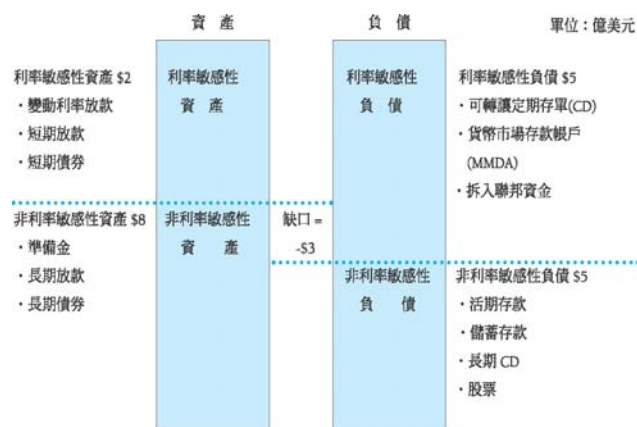 資產
負債
單位：億美元
利率敏感性資產 $2
・變動利率放款
・短期放款
・短期債券
利率敏感性
資產
利率敏感性
負債
利率敏感性負債 $5
・可轉讓定期存單(CD)
・貨幣市場存款帳戶
(MMDA)
・拆入聯邦資金
非利率敏感性資產 $8
・準備金
・長期放款
・長期債券
非利率敏感性
資產
缺口 =
-$3
非利率敏感性
負債
非利率敏感性負債 $5
・活期存款
・儲蓄存款
・長期 CD
・股票